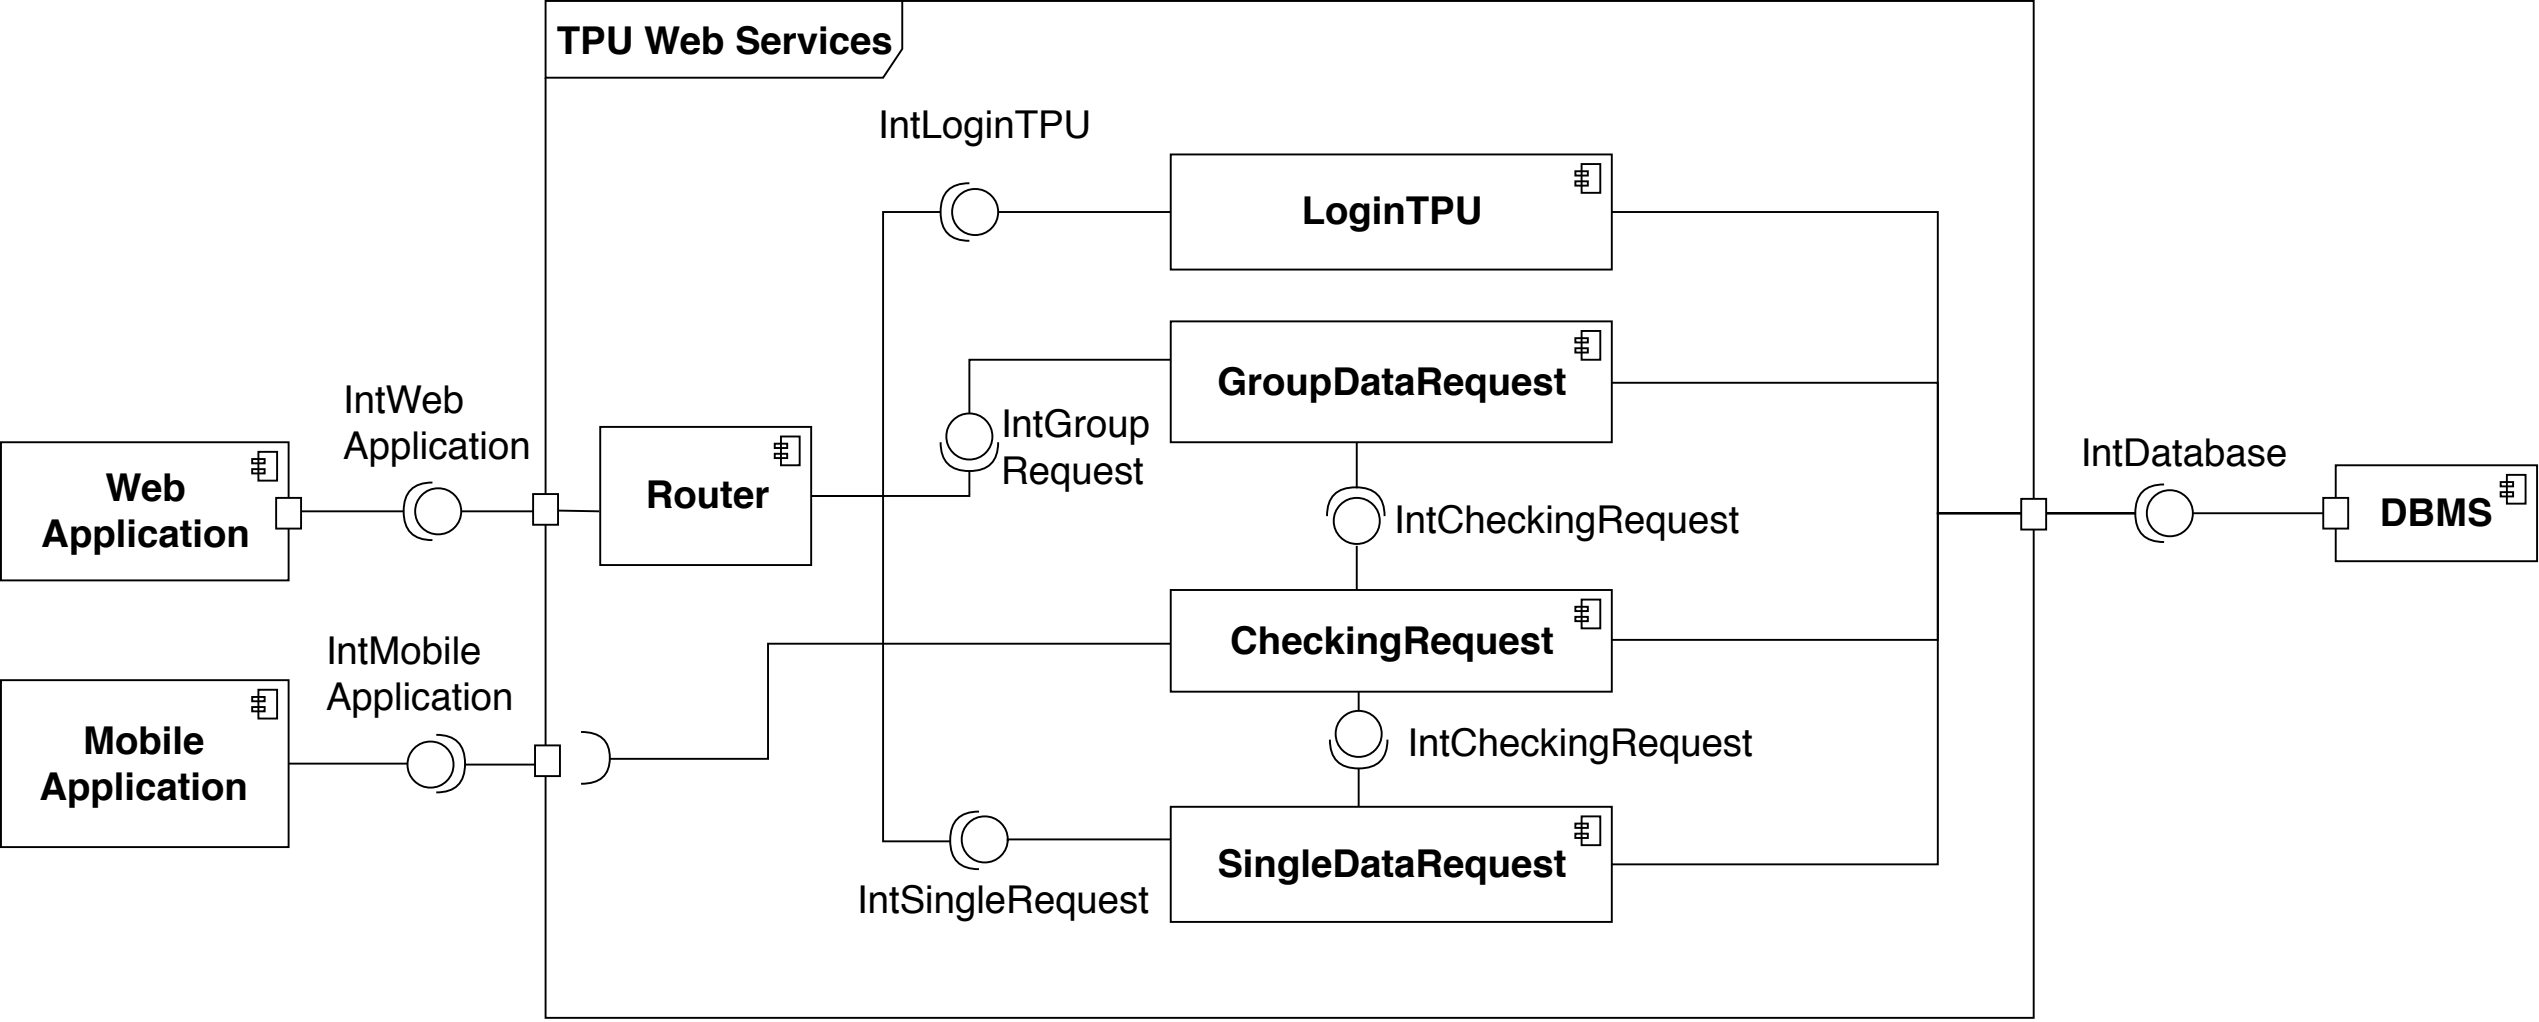 TPU Web Services
IntLoginTPU
LoginTPU
GroupDataRequest
IntWeb
Application
IntGroup
Request
Web
Application
Router
IntCheckingRequest
IntDatabase
DBMS
IntMobile
Application
CheckingRequest
Mobile
Application
IntCheckingRequest
SingleDataRequest
IntSingleRequest